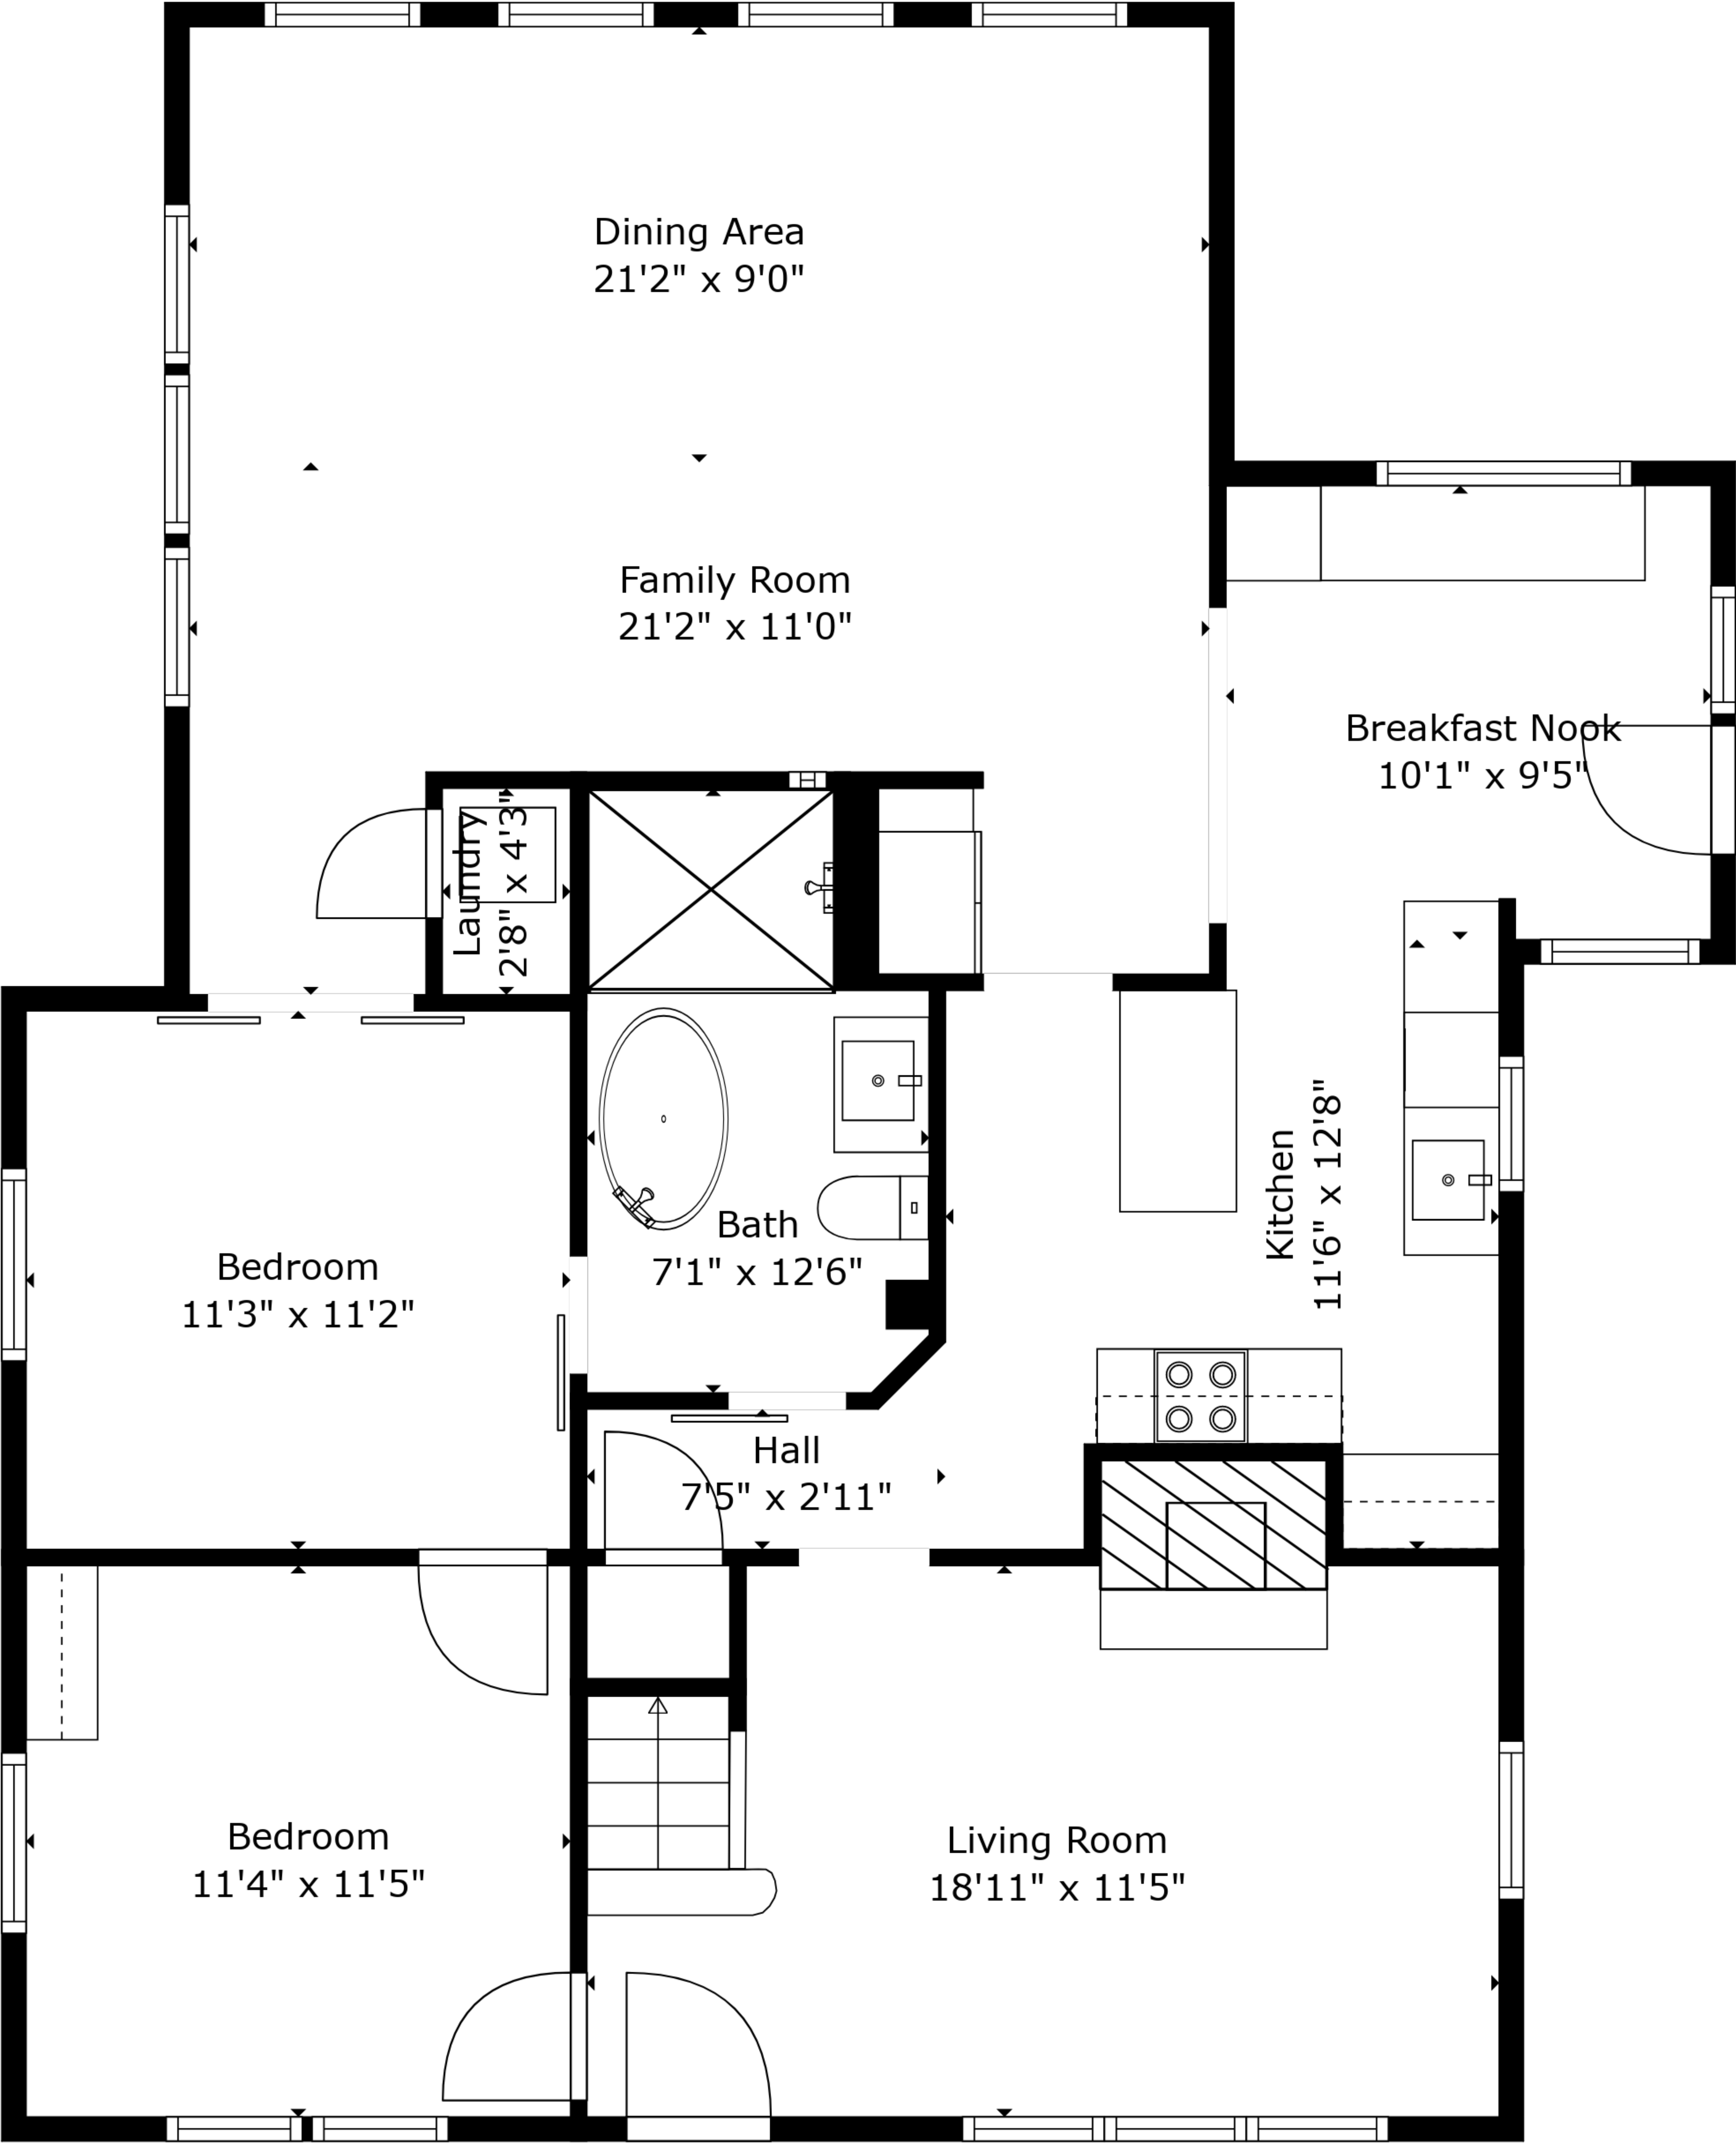 Dining Area
21'2" x 9'0"
Family Room
21'2" x 11'0"
Breakfast Nook
10'1" x 9'5"
Laundry
2'8" x 4'3"
Kitchen
11'6" x 12'8"
Bath
7'1" x 12'6"
Bedroom
11'3" x 11'2"
Hall
7'5" x 2'11"
Bedroom
11'4" x 11'5"
Living Room
18'11" x 11'5"